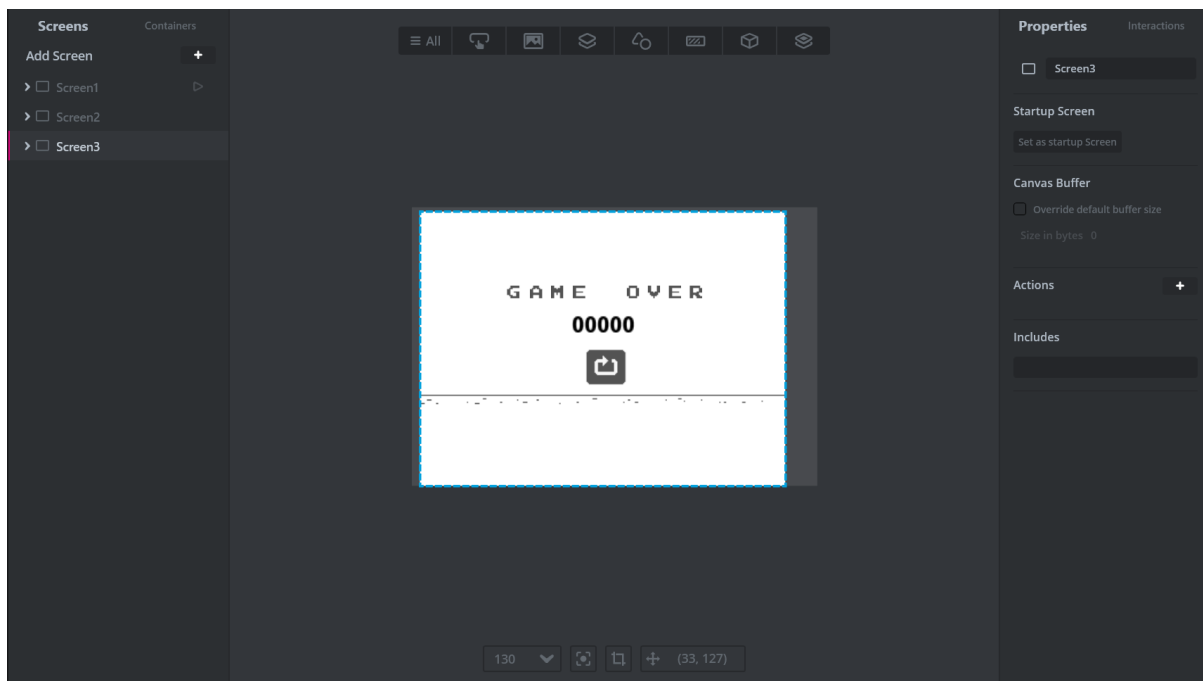 Screens Containers
Add Screen +
Screen1
Screen2
Screen3
All
GAME OVER
00000
130 (33, 127)
Properties Interactions
Screen3
Startup Screen
Set as startup Screen
Canvas Buffer
Override default buffer size
Size in bytes 0
Actions +
Includes